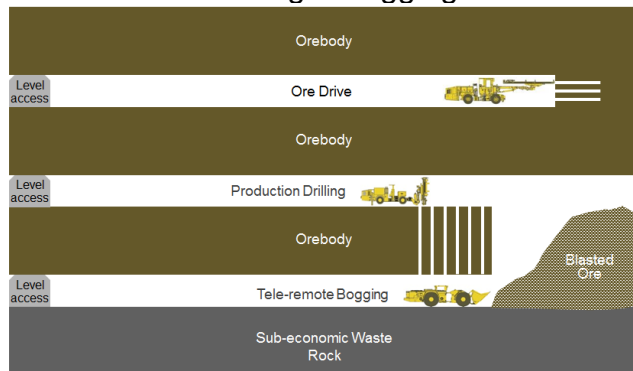 Orebody
Level
access
Ore Drive
Orebody
Level
access
Production Drilling
Orebody
Blasted
Ore
Level
access
Tele-remote Bogging
Sub-economic Waste
Rock